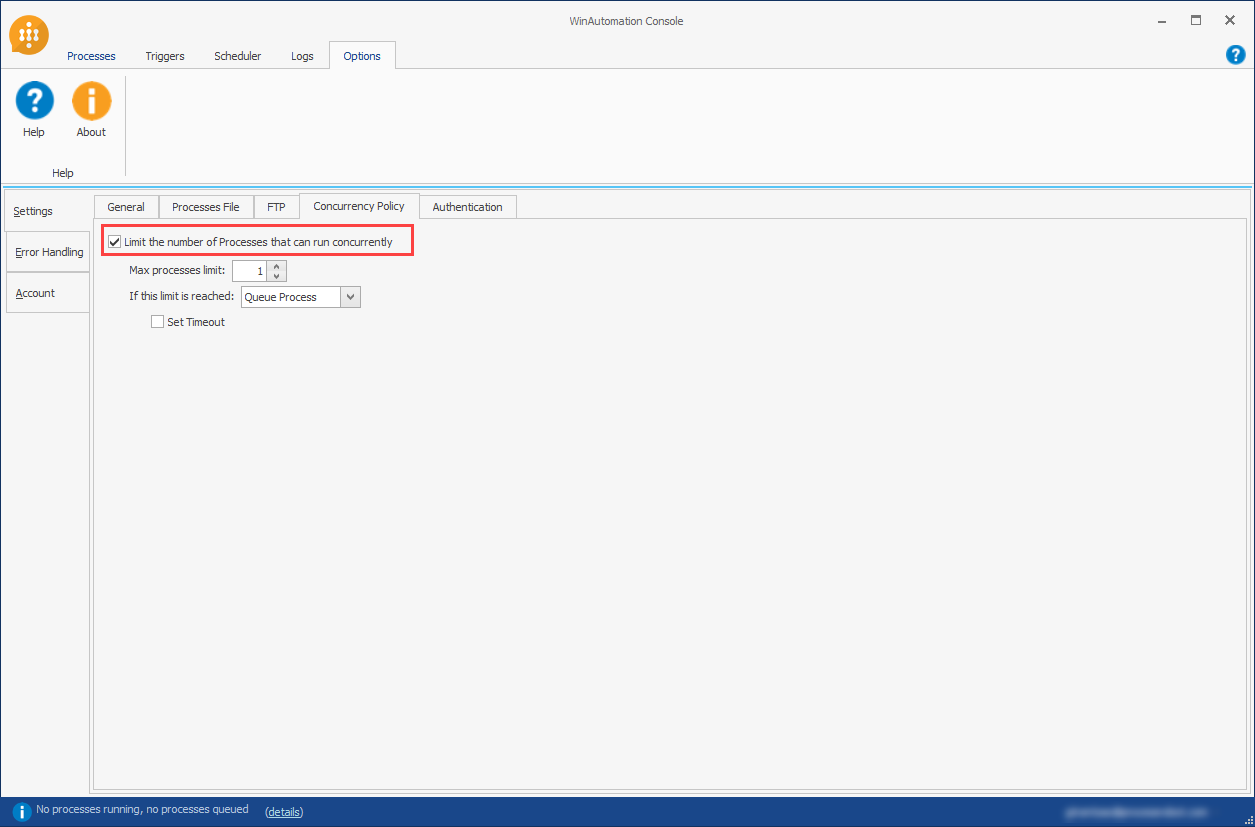 WinAutomation Console
Processes Triggers Scheduler Logs Options
Help About
Help
Settings
Error Handling
Account
General Processes File FTP Concurrency Policy Authentication
Limit the number of Processes that can run concurrently
Max processes limit: 1
If this limit is reached: Queue Process
Set Timeout
No processes running, no processes queued (details)